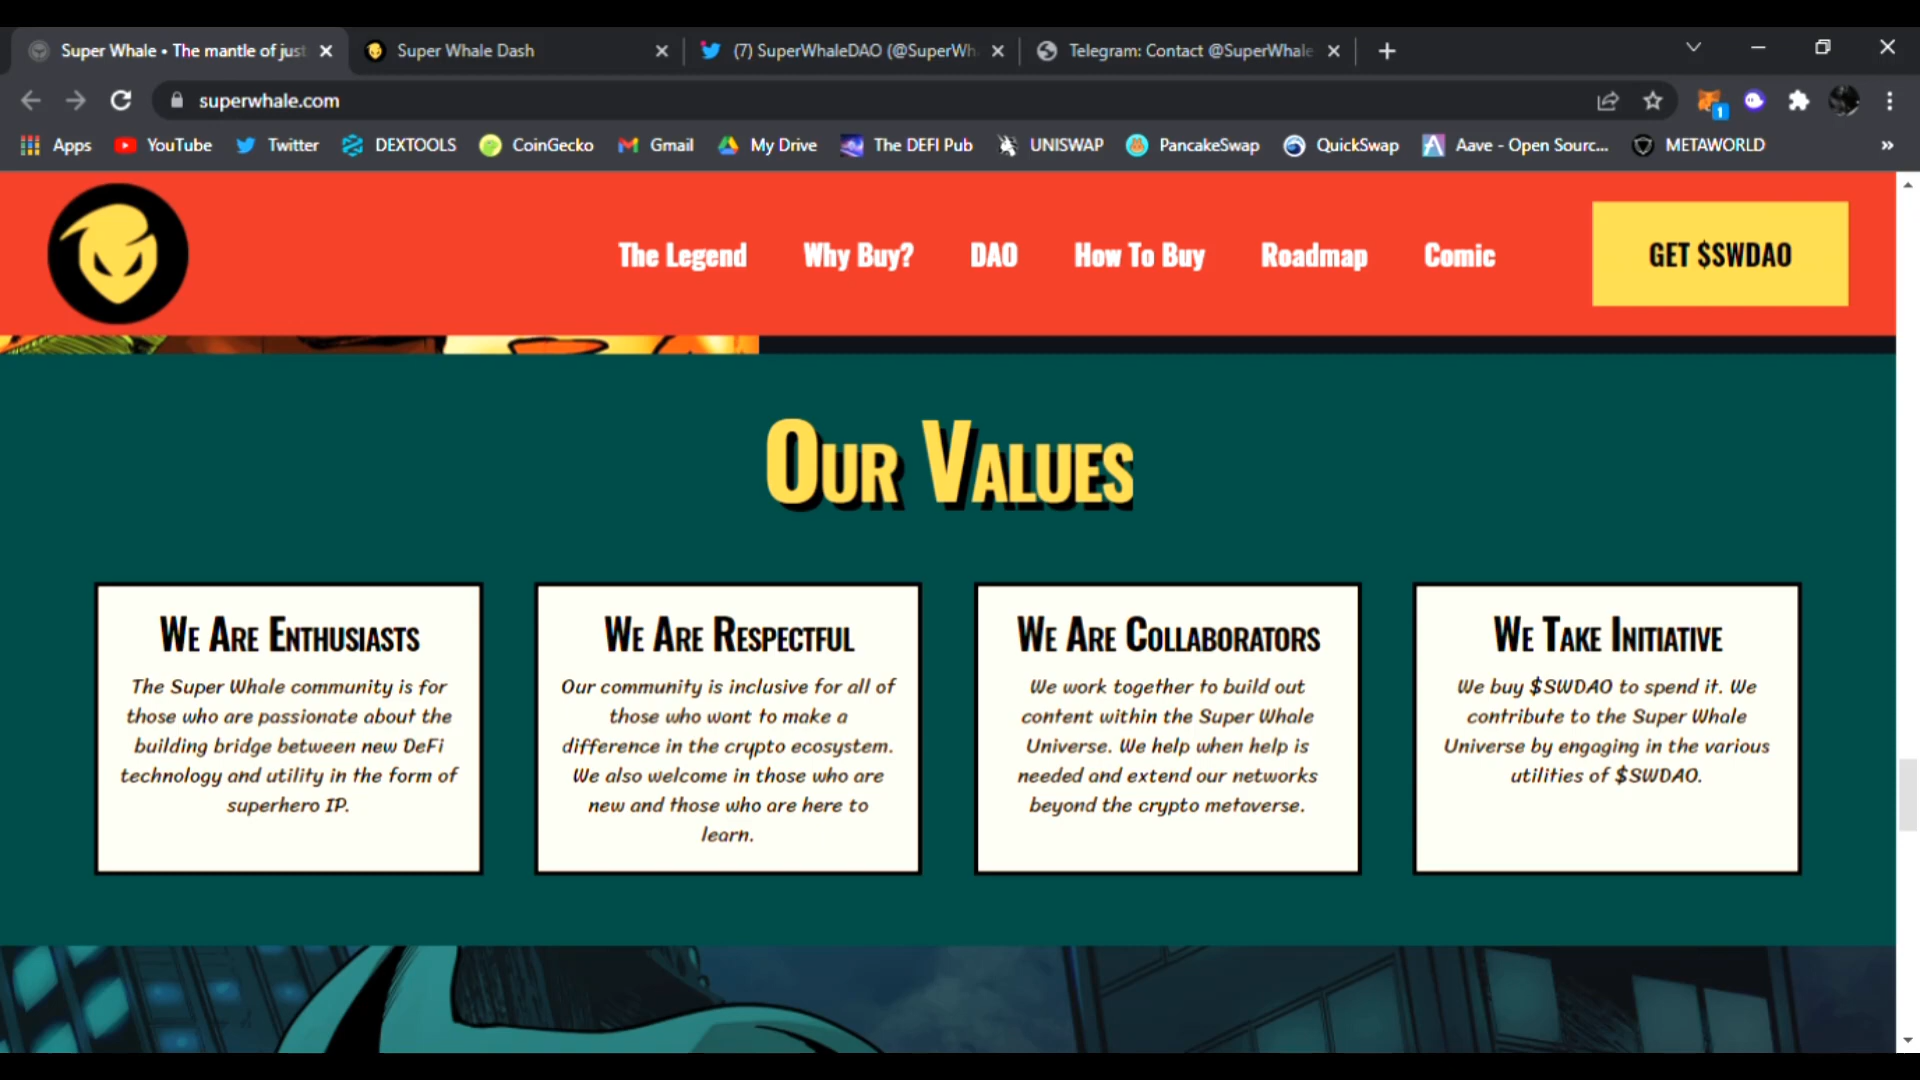 Super Whale • The mantle of just
Super Whale Dash
(7) SuperWhaleDAO (@SuperWh
Telegram: Contact @SuperWhale
superwhale.com
1
Apps
YouTube
Twitter
DEXTOOLS
CoinGecko
Gmail
My Drive
The DEFI Pub
UNISWAP
PancakeSwap
QuickSwap
Aave - Open Sourc...
METAWORLD
»
The Legend
Why Buy?
DAO
How To Buy
Roadmap
Comic
GET $SWDAO
OUR VALUES
WE ARE ENTHUSIASTS
The Super Whale community is for
those who are passionate about the
building bridge between new DeFi
technology and utility in the form of
superhero IP.
WE ARE RESPECTFUL
Our community is inclusive for all of
those who want to make a
difference in the crypto ecosystem.
We also welcome in those who are
new and those who are here to
learn.
WE ARE COLLABORATORS
We work together to build out
content within the Super Whale
Universe. We help when help is
needed and extend our networks
beyond the crypto metaverse.
WE TAKE INITIATIVE
We buy $SWDAO to spend it. We
contribute to the Super Whale
Universe by engaging in the various
utilities of $SWDAO.